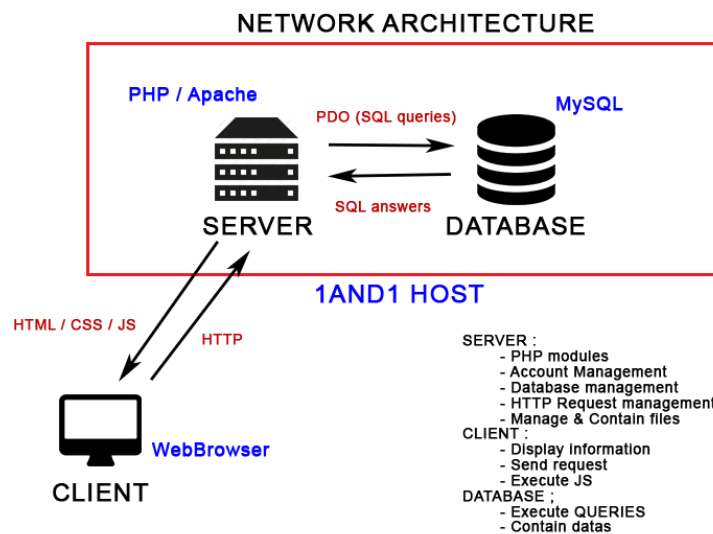 NETWORK ARCHITECTURE
PHP / Apache
MySQL
PDO (SQL queries)
SQL answers
SERVER
DATABASE
1AND1 HOST
HTML / CSS / JS
HTTP
WebBrowser
CLIENT
SERVER :
- PHP modules
- Account Management
- Database management
- HTTP Request management
- Manage & Contain files
CLIENT :
- Display information
- Send request
- Execute JS
DATABASE ;
- Execute QUERIES
- Contain datas